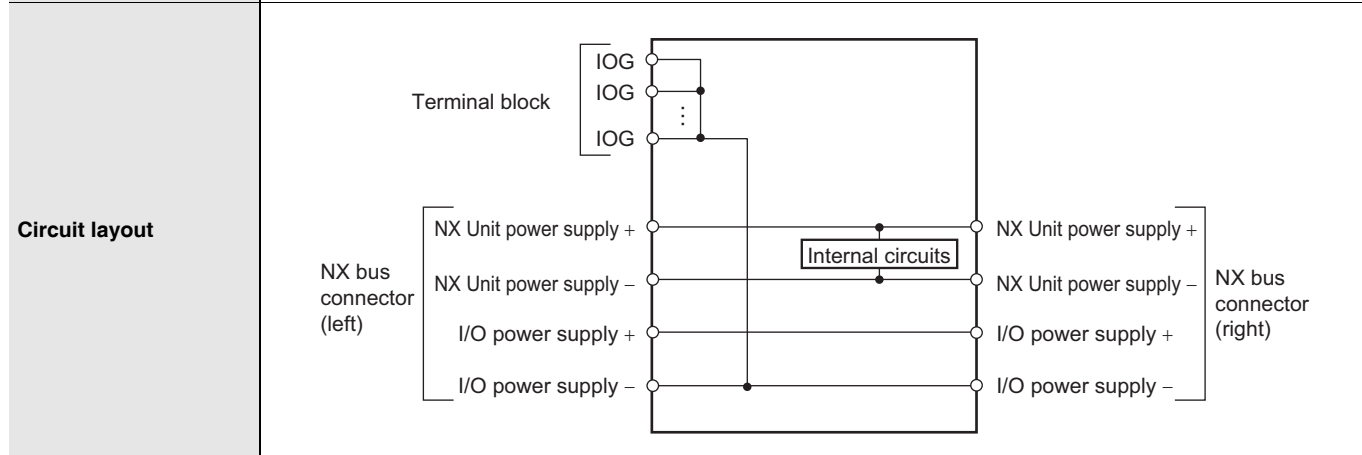 Circuit layout
Terminal block
IOG
IOG
⋮
IOG
NX bus
connector
(left)
NX Unit power supply +
NX Unit power supply −
I/O power supply +
I/O power supply −
Internal circuits
NX Unit power supply +
NX Unit power supply −
I/O power supply +
I/O power supply −
NX bus
connector
(right)